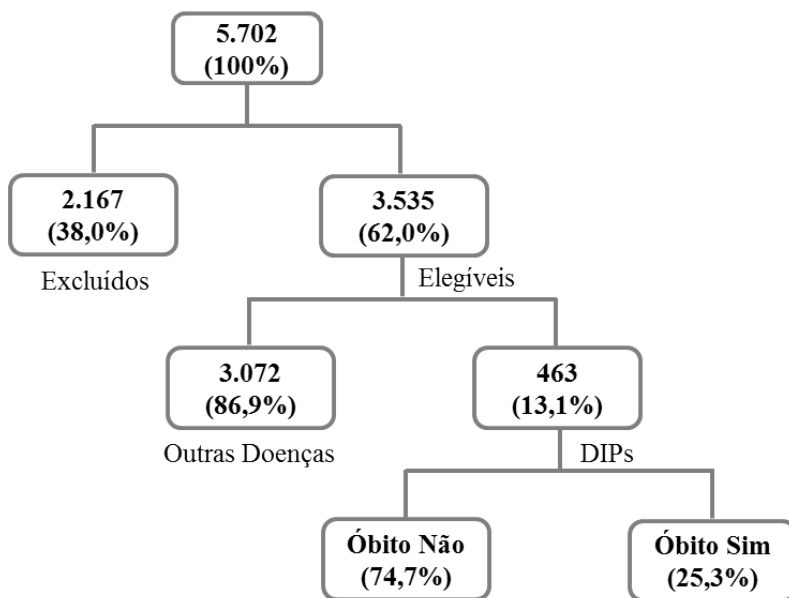 5.702
(100%)
2.167
(38,0%)
3.535
(62,0%)
Excluídos
Elegíveis
3.072
(86,9%)
463
(13,1%)
Outras Doenças
DIPs
Óbito Não
(74,7%)
Óbito Sim
(25,3%)